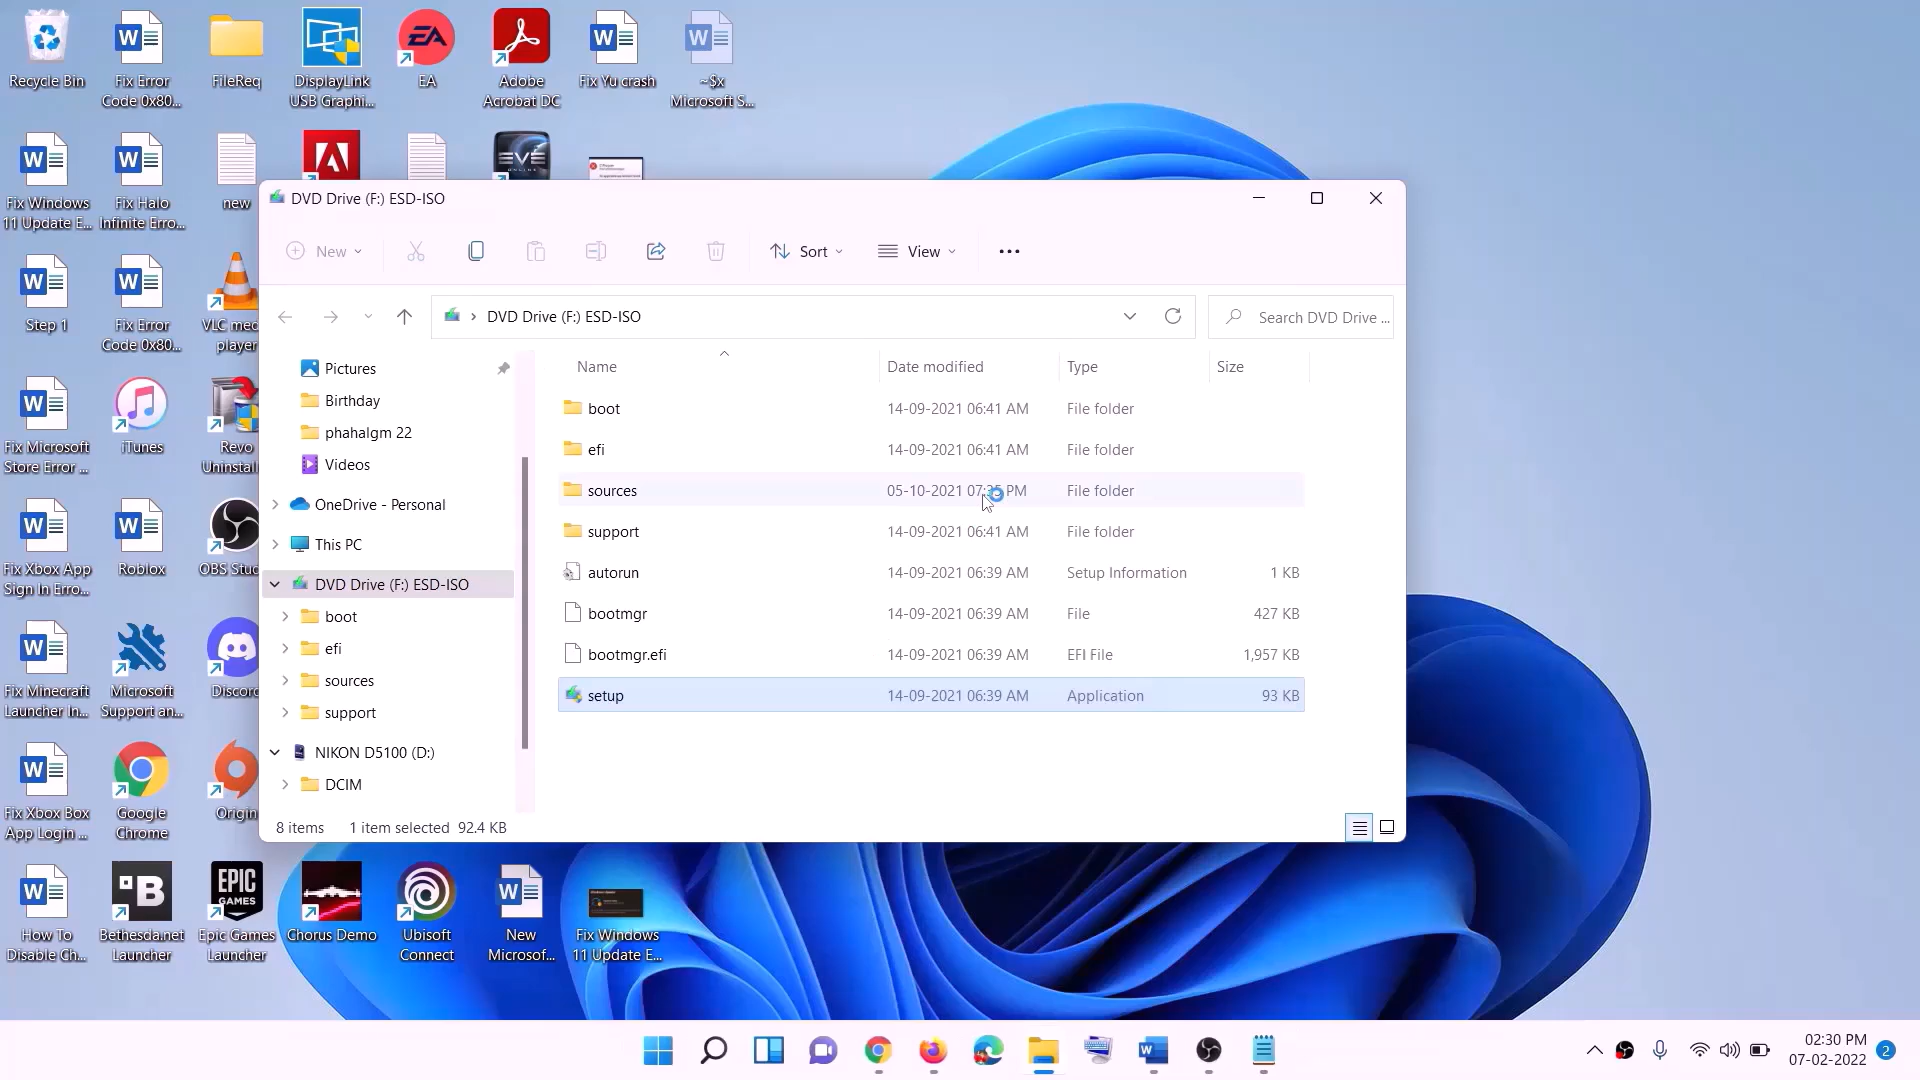 Recycle Bin
Fix Error
Code 0x80...
FileReq
DisplayLink
USB Graphi...
EA
EA
Adobe
Acrobat DC
Fix Yu crash
~$x
Microsoft S...
Fix Windows
11 Update E...
Fix Halo
Infinite Erro...
new
EVE
ONLINE
Step 1
Fix Error
Code 0x80...
VLC med
player
Fix Microsoft
Store Error ...
iTunes
Revo
Uninstall
Fix Xbox App
Sign In Erro...
Roblox
OBS Stud
Fix Minecraft
Launcher In...
Microsoft
Support an...
Discord
Fix Xbox Box
App Login ...
Google
Chrome
Origin
How To
Disable Ch...
Bethesda.net
Launcher
EPIC
GAMES
Epic Games
Launcher
Chorus Demo
Ubisoft
Connect
New
Microsof...
Fix Windows
11 Update E...
DVD Drive (F:) ESD-ISO
New
Sort
View
DVD Drive (F:) ESD-ISO
Search DVD Drive ...
Pictures
Birthday
phahalgm 22
Videos
OneDrive - Personal
This PC
DVD Drive (F:) ESD-ISO
boot
efi
sources
support
NIKON D5100 (D:)
DCIM
Name Date modified Type Size
boot 14-09-2021 06:41 AM File folder
efi 14-09-2021 06:41 AM File folder
sources 05-10-2021 PM File folder
support 14-09-2021 06:41 AM File folder
autorun 14-09-2021 06:39 AM Setup Information 1 KB
bootmgr 14-09-2021 06:39 AM File 427 KB
bootmgr.efi 14-09-2021 06:39 AM EFI File 1,957 KB
setup 14-09-2021 06:39 AM Application 93 KB
8 items 1 item selected 92.4 KB
02:30 PM
07-02-2022
2